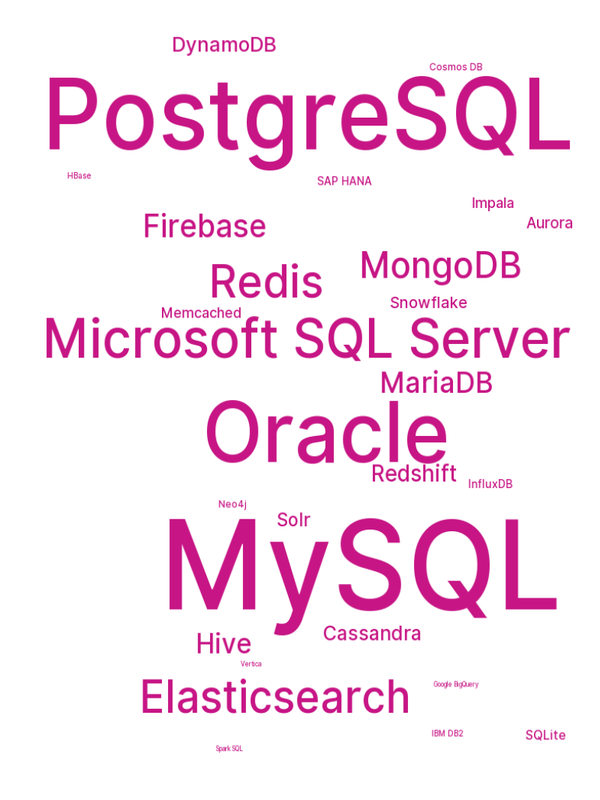 DynamoDB
Cosmos DB
PostgreSQL
HBase
SAP HANA
Impala
Aurora
Firebase
MongoDB
Redis
Snowflake
Memcached
Microsoft SQL Server
MariaDB
Oracle
Redshift
InfluxDB
Neo4j
Solr
MySQL
Cassandra
Hive
Vertica
Google BigQuery
Elasticsearch
IBM DB2
SQLite
Spark SQL